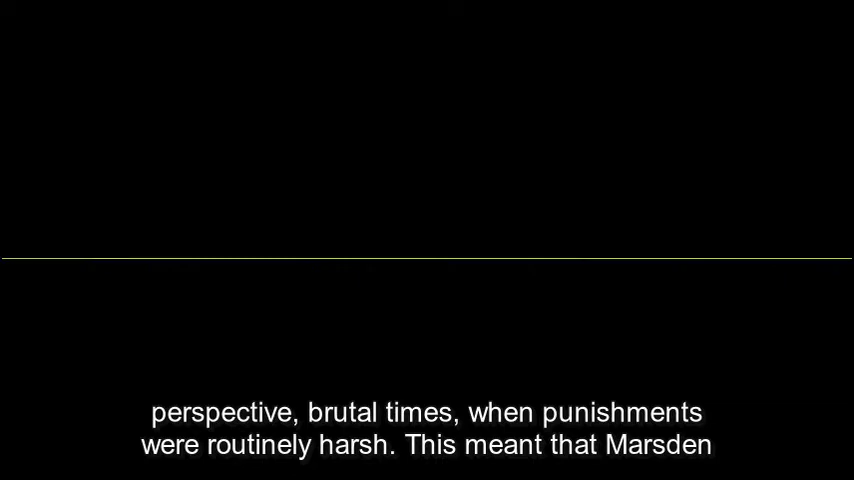 perspective, brutal times, when punishments
were routinely harsh. This meant that Marsden